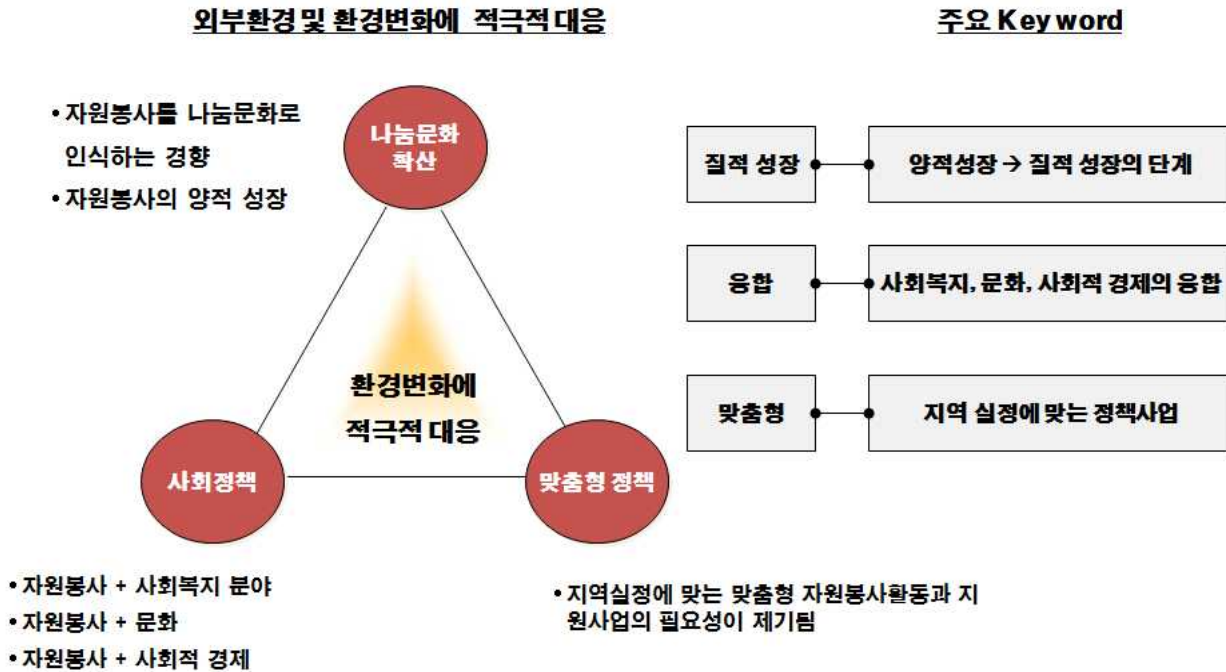 외부환경 및 환경변화에 적극적 대응
주요 Keyword
• 자원봉사를 나눔문화로
인식하는 경향
• 자원봉사의 양적 성장
나눔문화
확산
환경변화에
적극적 대응
사회정책
맞춤형 정책
• 자원봉사 + 사회복지 분야
• 자원봉사 + 문화
• 자원봉사 + 사회적 경제
• 지역실정에 맞는 맞춤형 자원봉사활동과 지
원사업의 필요성이 제기됨
질적 성장
양적성장 → 질적 성장의 단계
융합
사회복지, 문화, 사회적 경제의 융합
맞춤형
지역 실정에 맞는 정책사업